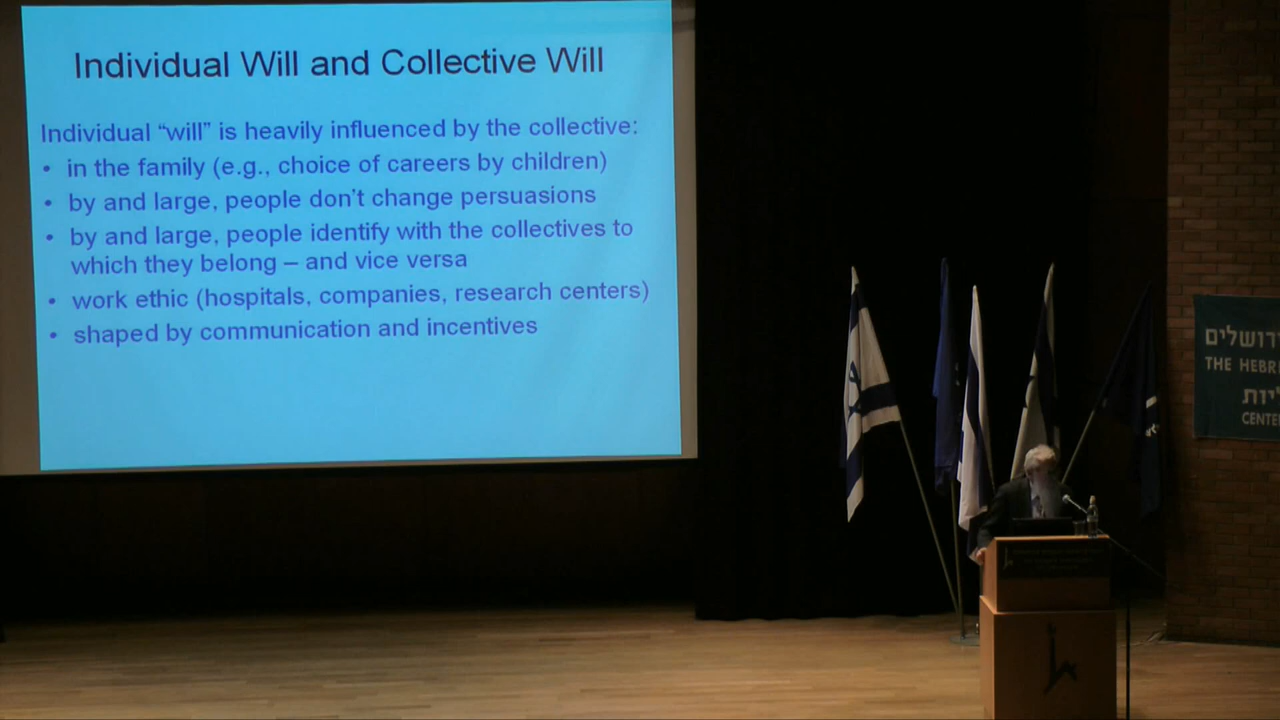 Individual Will and Collective Will
Individual “will” is heavily influenced by the collective:
• in the family (e.g., choice of careers by children)
• by and large, people don’t change persuasions
• by and large, people identify with the collectives to
which they belong – and vice versa
• work ethic (hospitals, companies, research centers)
• shaped by communication and incentives
ירושלים
THE HEBR
יות
CENTE